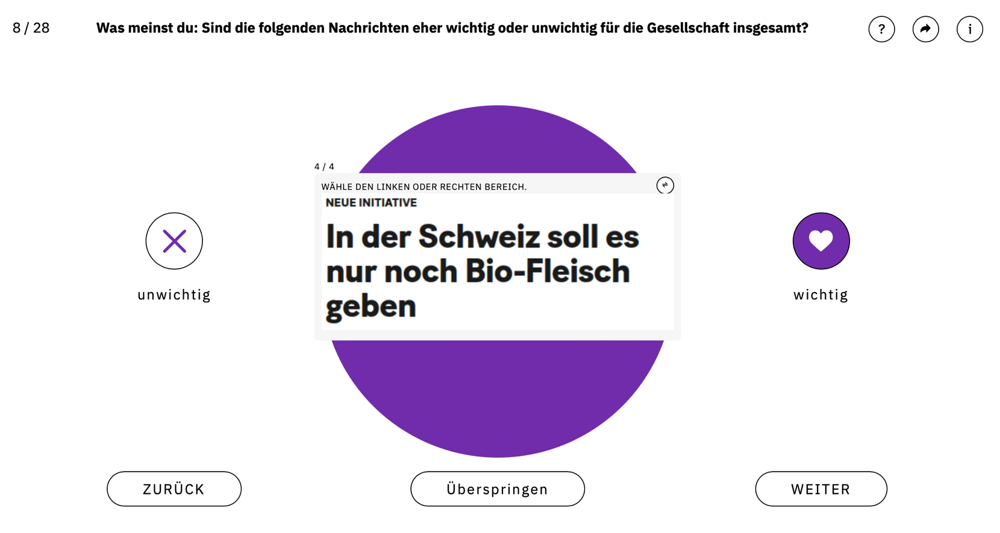 8 / 28
Was meinst du: Sind die folgenden Nachrichten eher wichtig oder unwichtig für die Gesellschaft insgesamt?
?
i
4 / 4
WÄHLE DEN LINKEN ODER RECHTEN BEREICH.
NEUE INITIATIVE
In der Schweiz soll es
nur noch Bio-Fleisch
geben
unwichtig
wichtig
ZURÜCK
Überspringen
WEITER